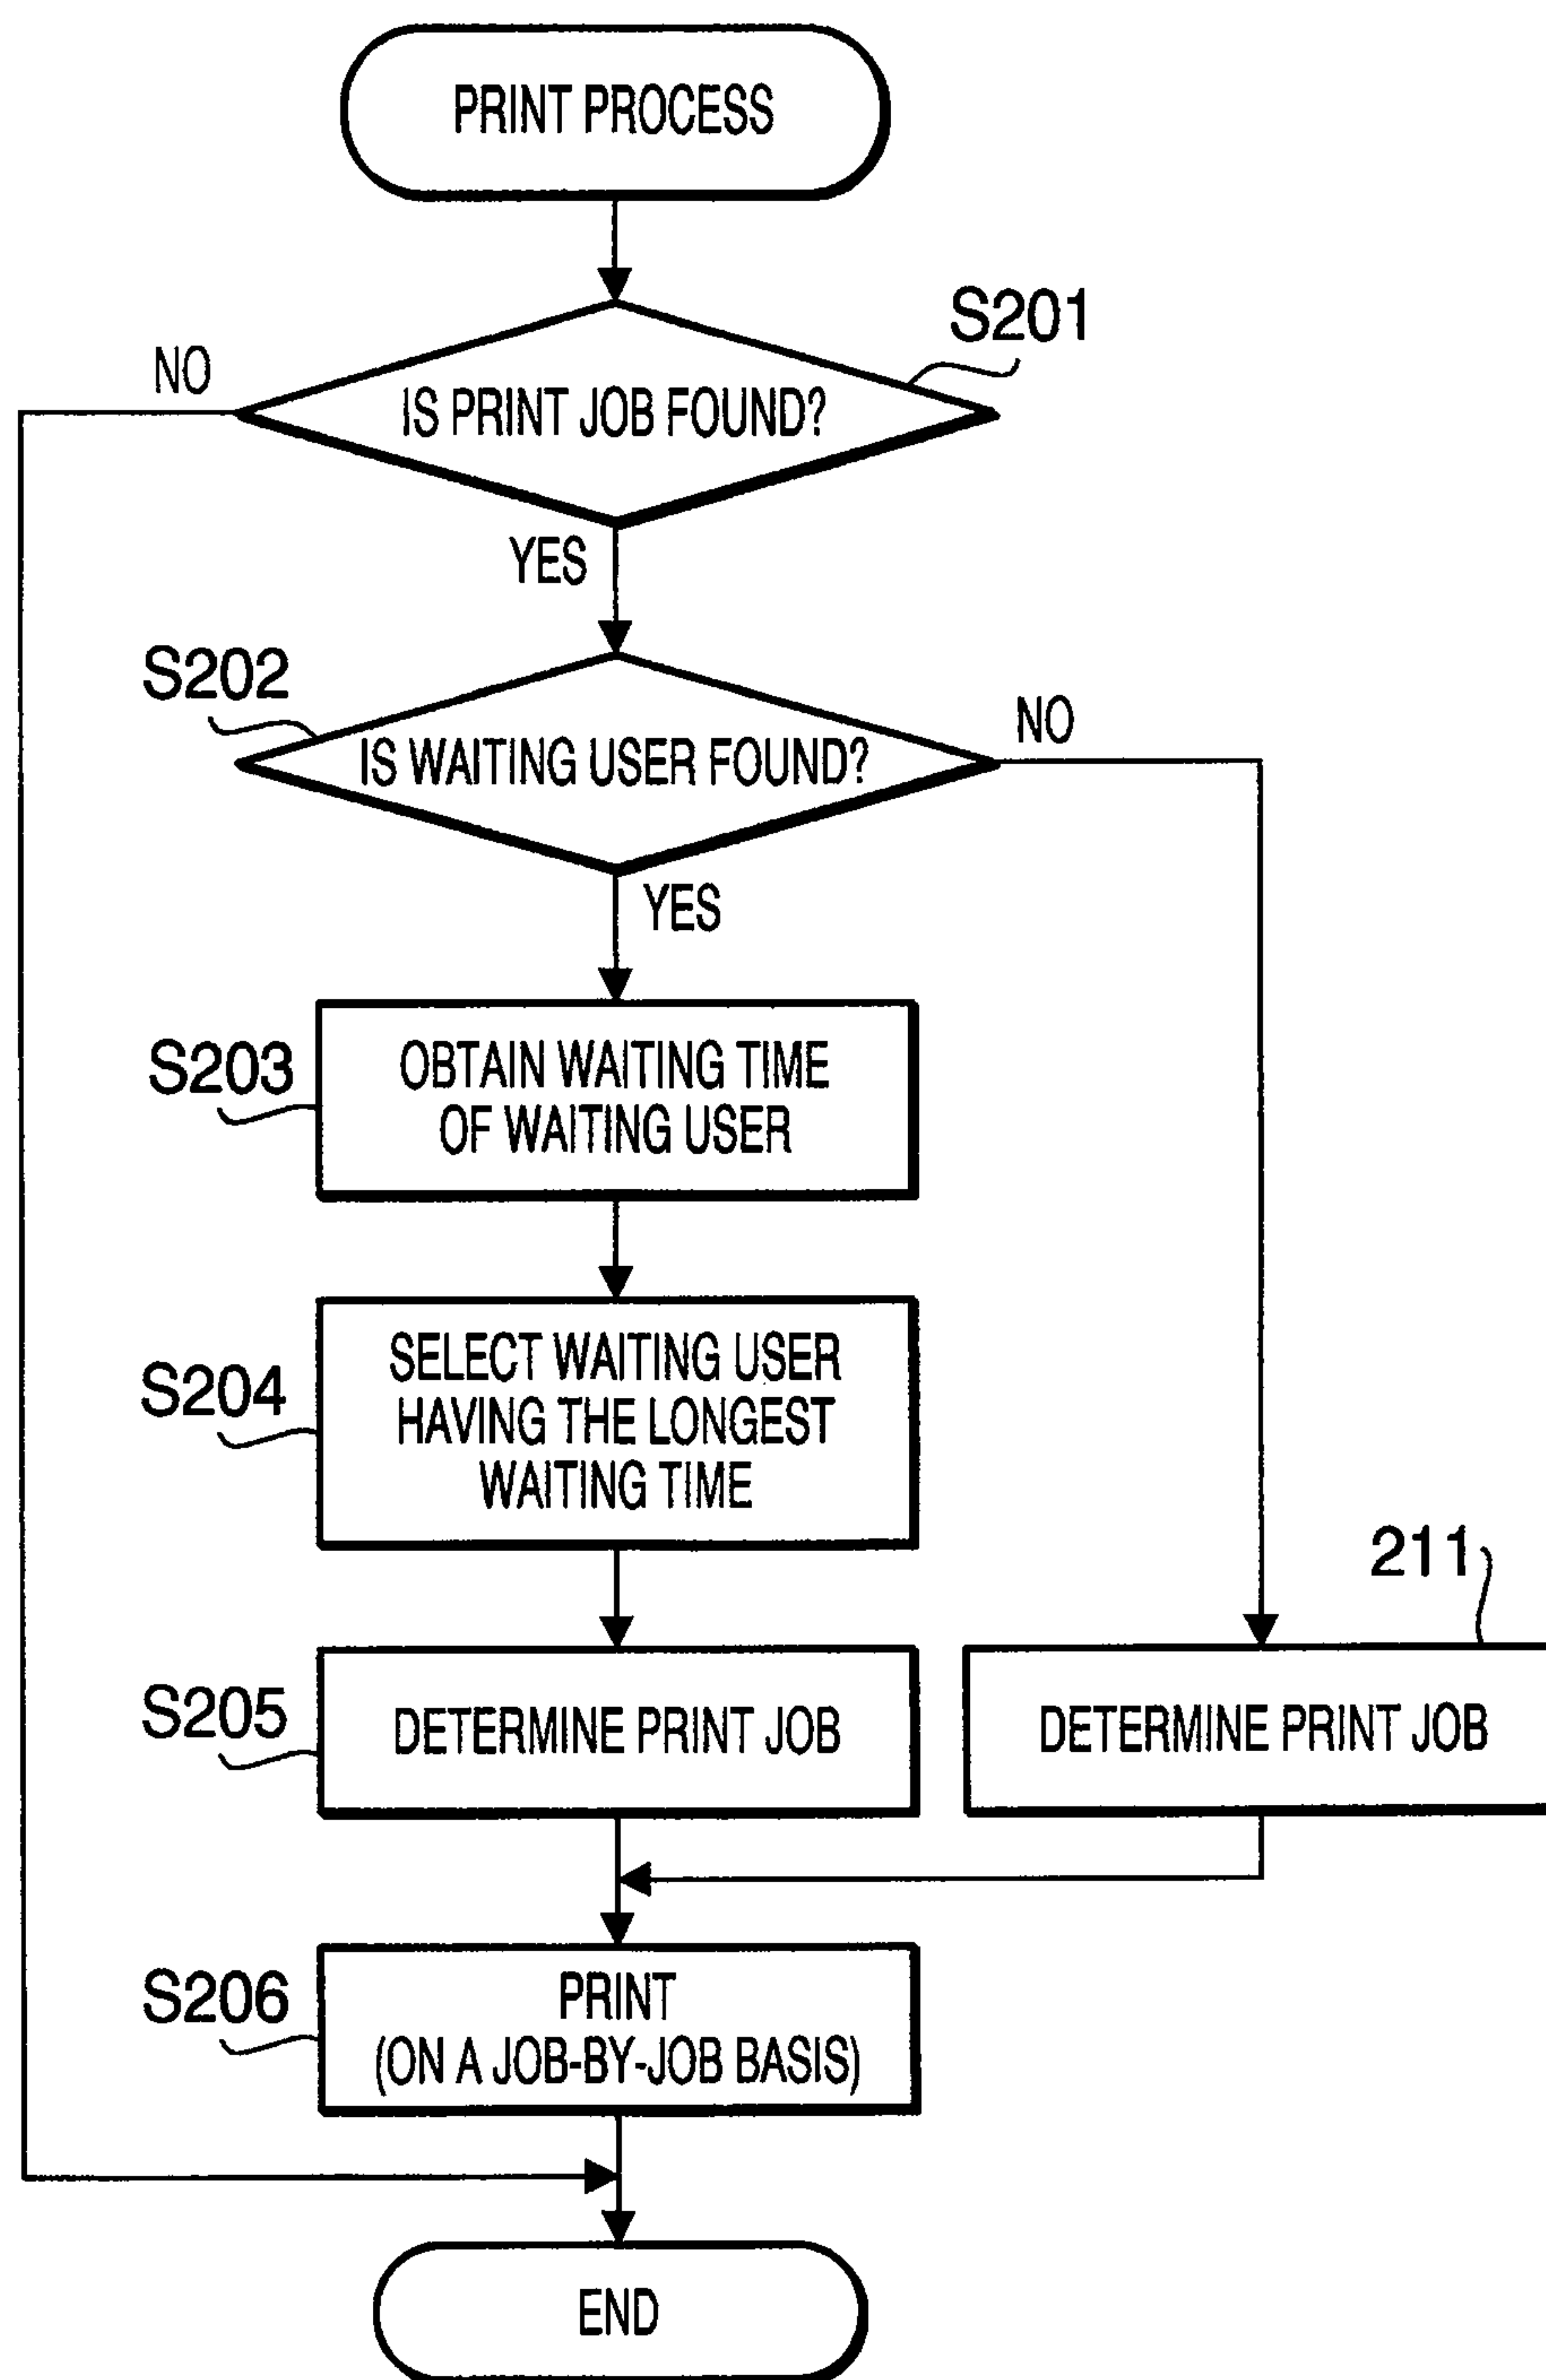 PRINT PROCESS
S201
NO
IS PRINT JOB FOUND?
YES
S202
NO
IS WAITING USER FOUND?
YES
S203
OBTAIN WAITING TIME
OF WAITING USER
S204
SELECT WAITING USER
HAVING THE LONGEST
WAITING TIME
211
S205
DETERMINE PRINT JOB
DETERMINE PRINT JOB
S206
PRINT
(ON A JOB-BY-JOB BASIS)
END